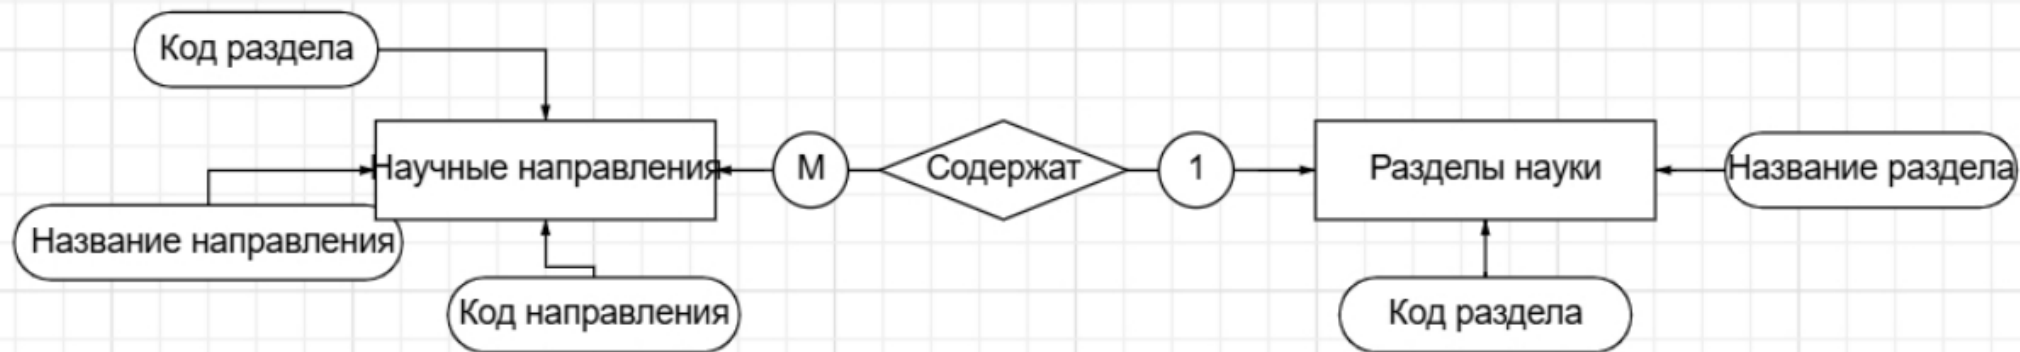 Код раздела
Научные направления
М
Содержат
1
Разделы науки
Название раздела
Название направления
Код направления
Код раздела